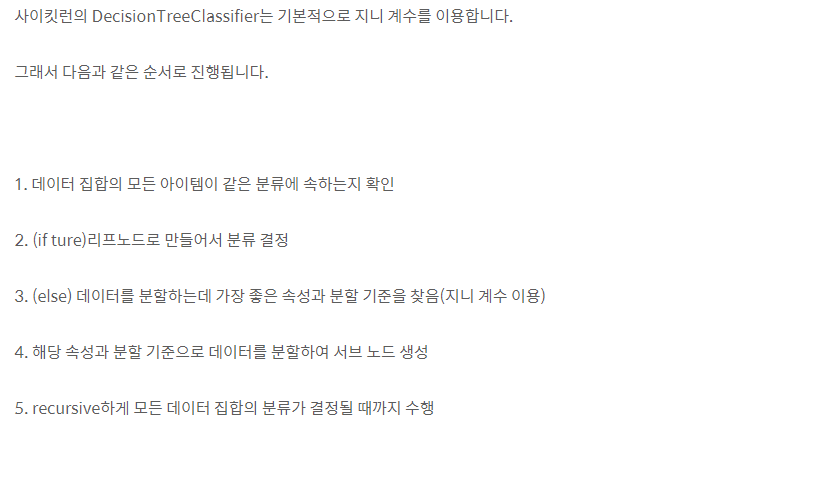 사이킷런의 DecisionTreeClassifier는 기본적으로 지니 계수를 이용합니다.
그래서 다음과 같은 순서로 진행됩니다.
1. 데이터 집합의 모든 아이템이 같은 분류에 속하는지 확인
2. (if ture)리프노드로 만들어서 분류 결정
3. (else) 데이터를 분할하는데 가장 좋은 속성과 분할 기준을 찾음(지니 계수 이용)
4. 해당 속성과 분할 기준으로 데이터를 분할하여 서브 노드 생성
5. recursive하게 모든 데이터 집합의 분류가 결정될 때까지 수행